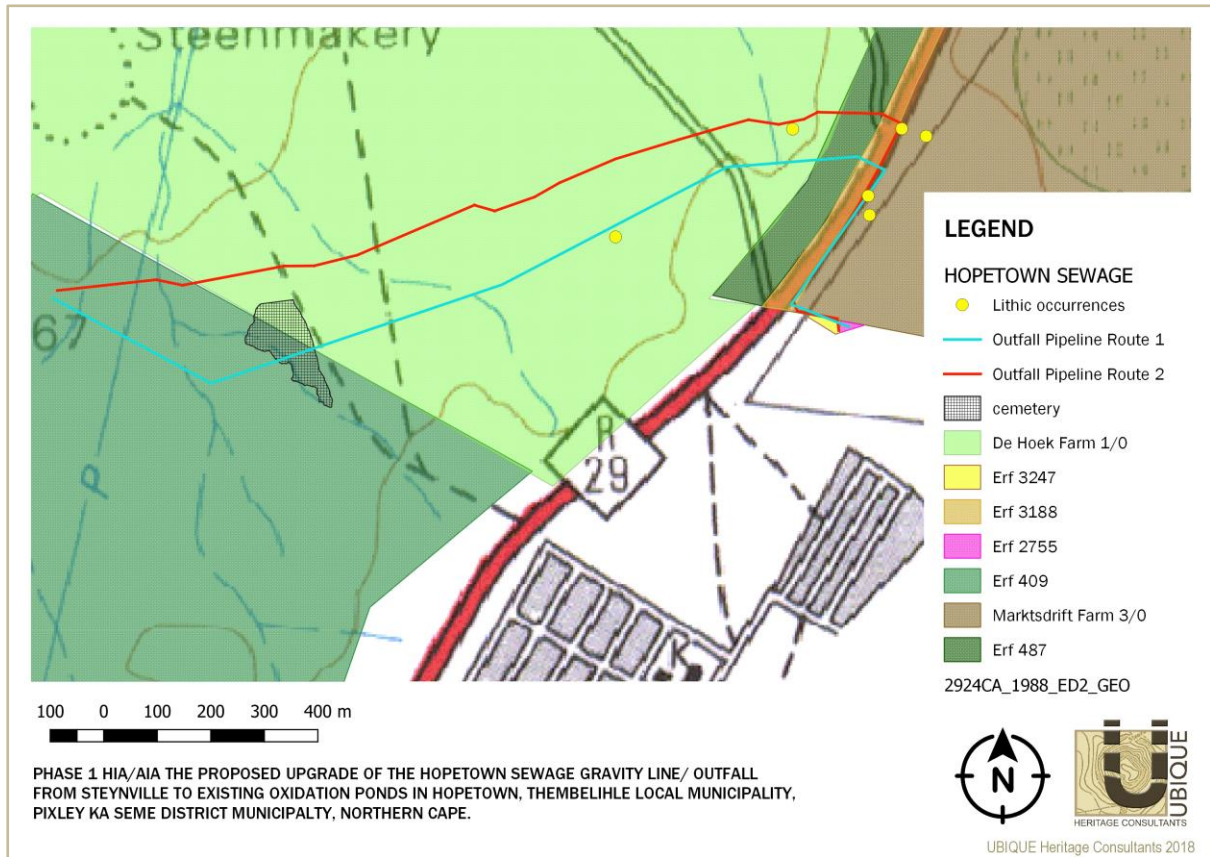 Steenmakery
67
P
R
29
K
LEGEND
HOPETOWN SEWAGE
Lithic occurrences
Outfall Pipeline Route 1
Outfall Pipeline Route 2
cemetery
De Hoek Farm 1/0
Erf 3247
Erf 3188
Erf 2755
Erf 409
Marktsdrift Farm 3/0
Erf 487
2924CA_1988_ED2_GEO
100 0 100 200 300 400 m
PHASE 1 HIA/AIA THE PROPOSED UPGRADE OF THE HOPETOWN SEWAGE GRAVITY LINE/ OUTFALL
FROM STEYNVILLE TO EXISTING OXIDATION PONDS IN HOPETOWN, THEMBELIHLE LOCAL MUNICIPALITY,
PIXLEY KA SEME DISTRICT MUNICIPALTY, NORTHERN CAPE.
N
U
UBIQUE
HERITAGE CONSULTANTS
UBIQUE Heritage Consultants 2018